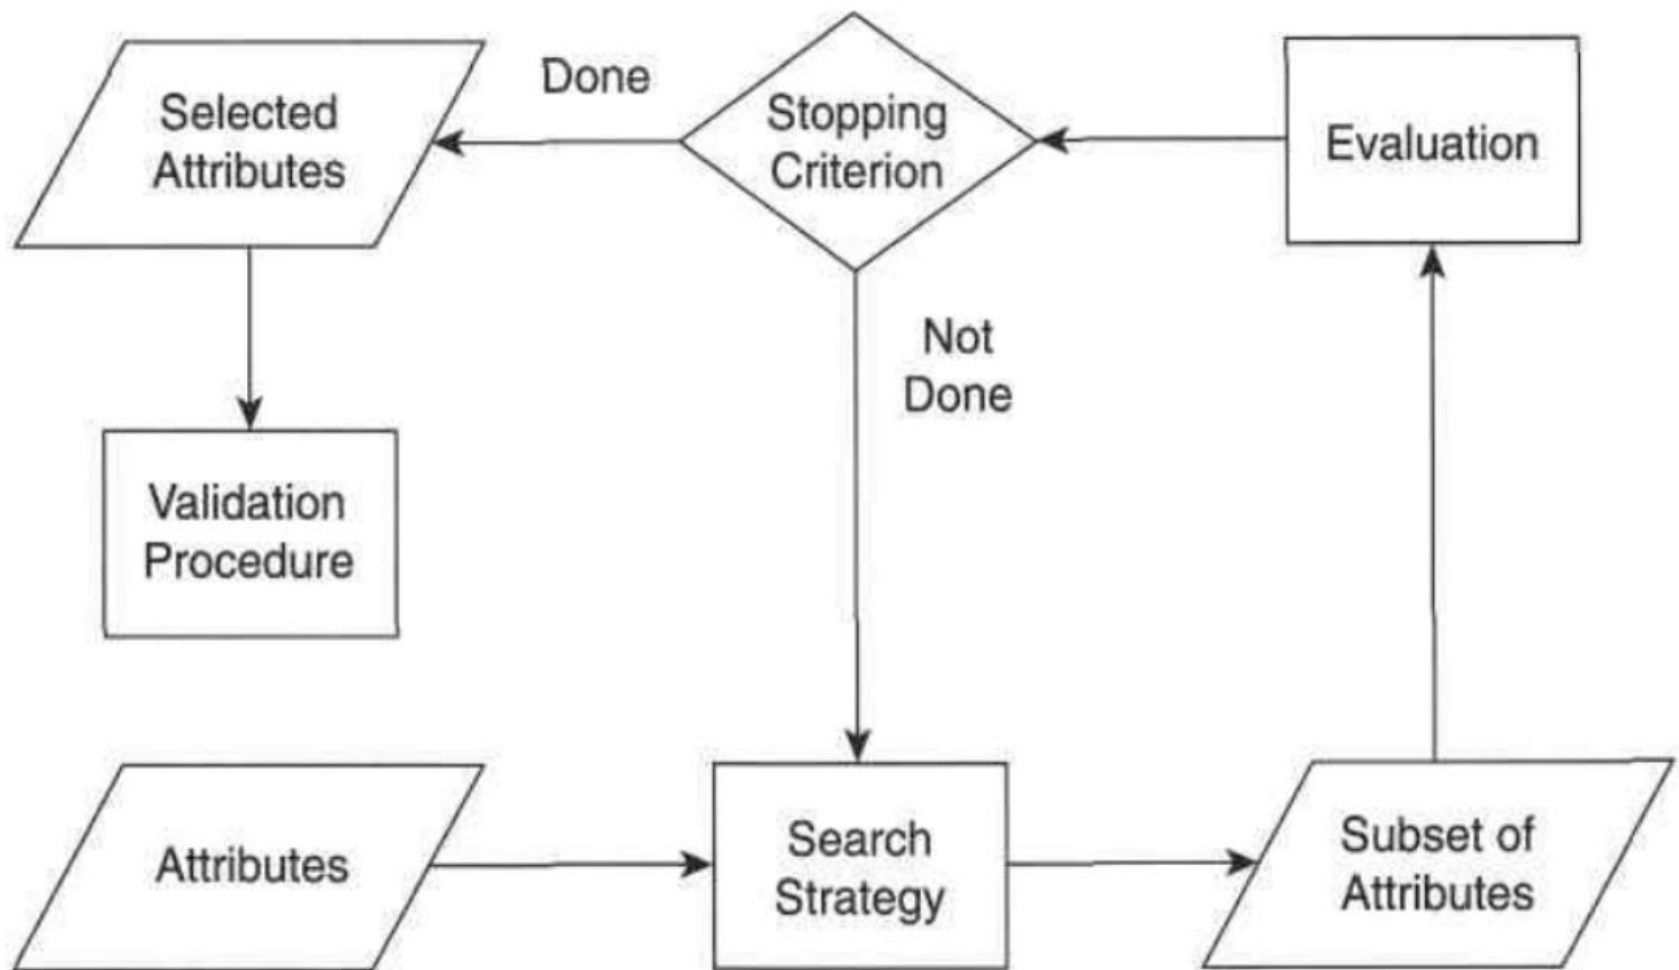 Selected
Attributes
Done
Stopping
Criterion
Evaluation
Not
Done
Validation
Procedure
Attributes
Search
Strategy
Subset of
Attributes